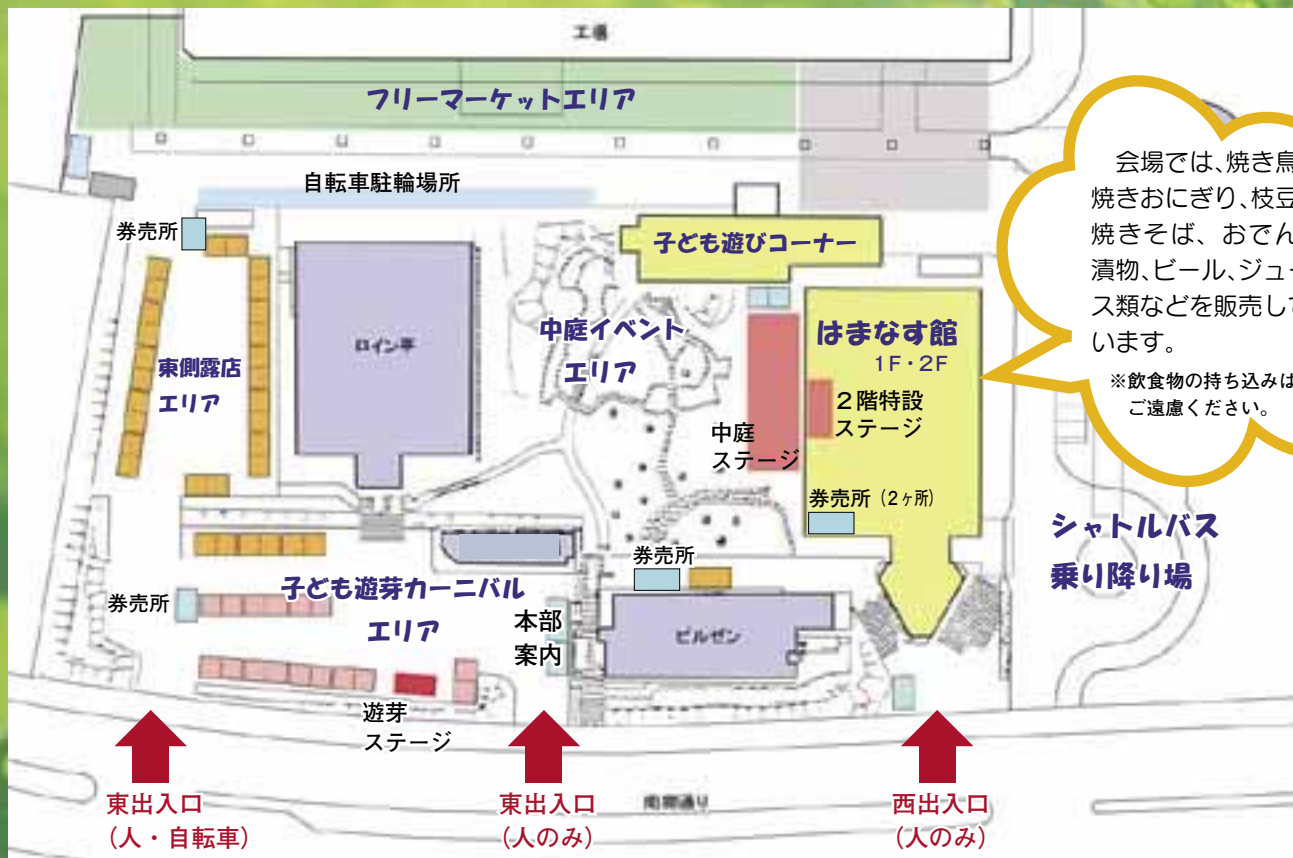 工場
フリーマーケットエリア
自転車駐輪場所
券売所
子ども遊びコーナー
東側露店
エリア
ロイン亭
中庭イベント
エリア
はまなす館
1F・2F
2階特設
ステージ
中庭
ステージ
券売所(2ヶ所)
会場では、焼き鳥
焼きおにぎり、枝豆
焼きそば、おでん
漬物、ビール、ジュー
ス類などを販売して
います。
※飲食物の持ち込みは
ご遠慮ください。
シャトルバス
乗り降り場
券売所
券売所
子ども遊芽カーニバル
エリア
本部
案内
ピルゼン
遊芽
ステージ
南郷通り
東出入口
(人・自転車)
東出入口
(人のみ)
西出入口
(人のみ)